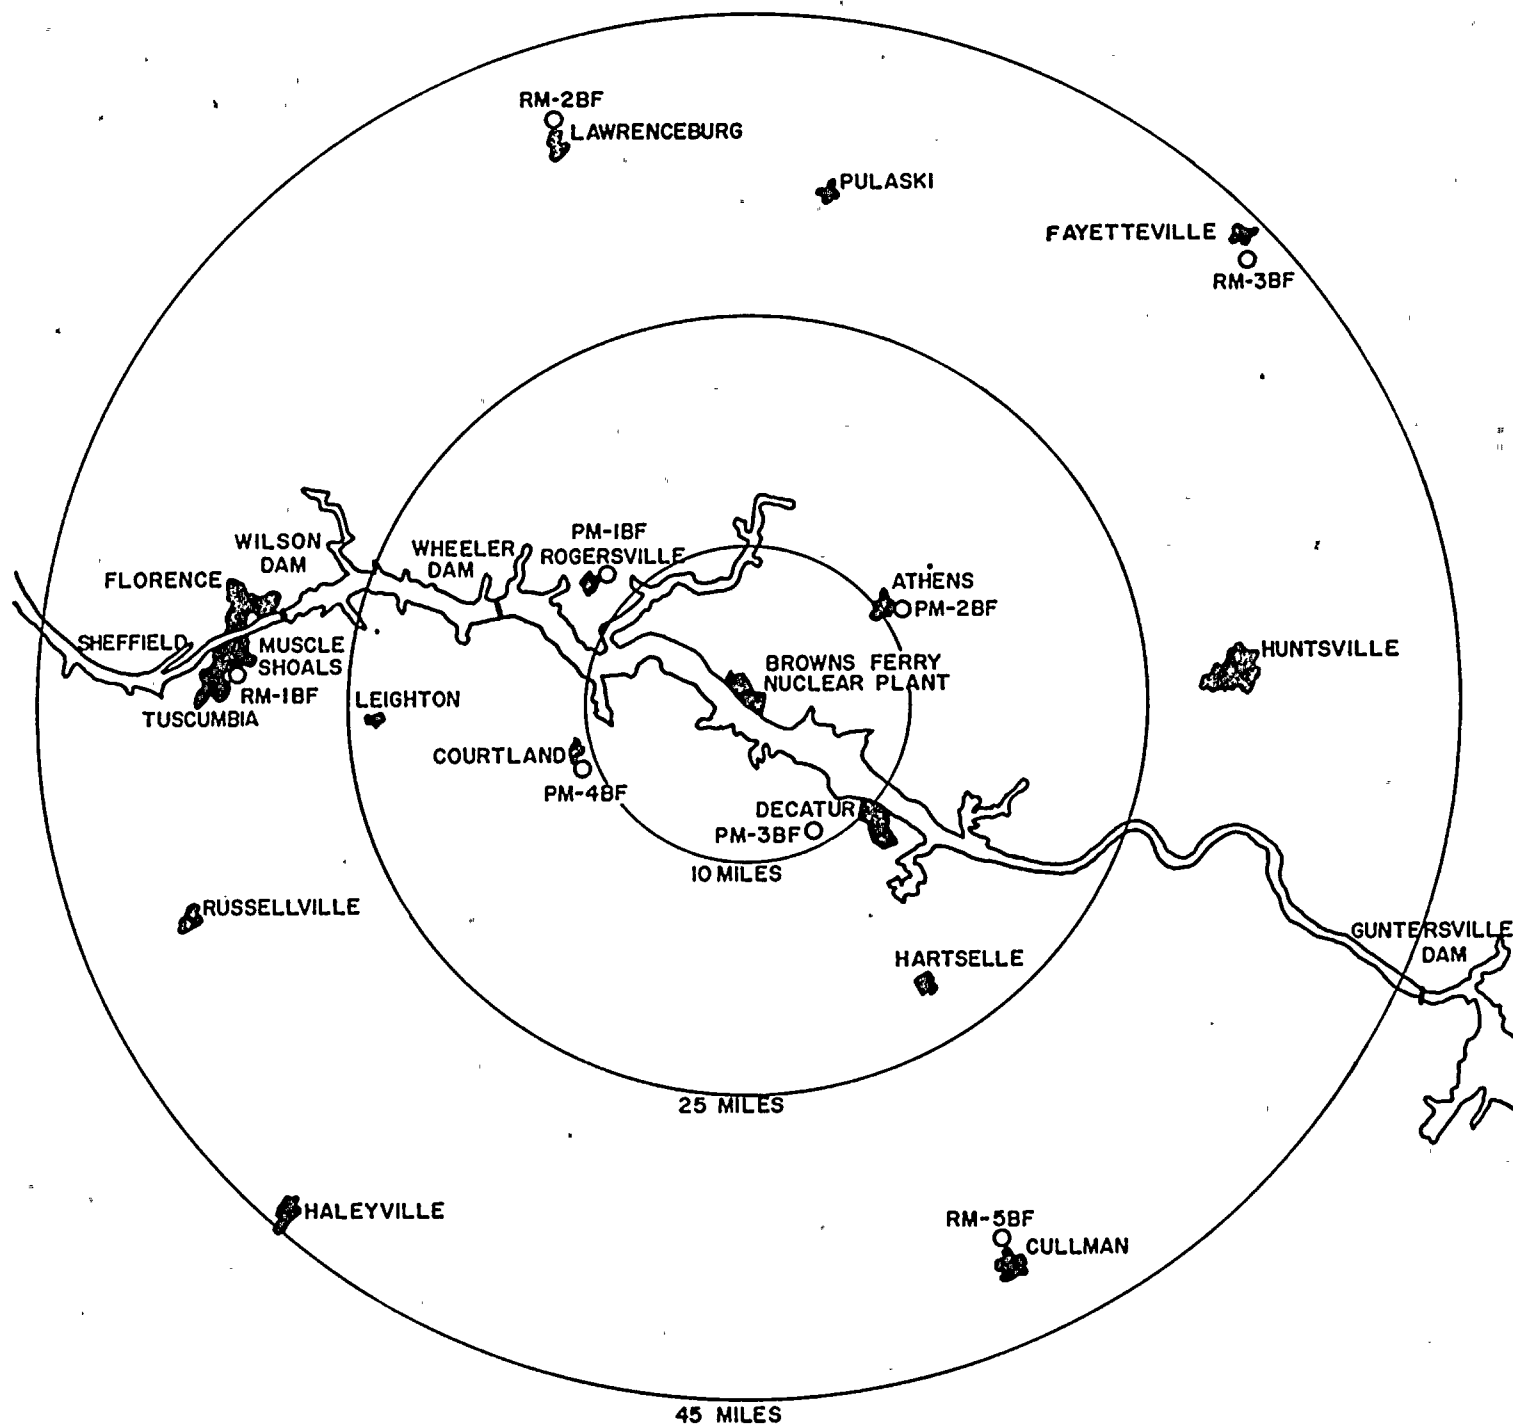 RM-2BF
LAWRENCEBURG
PULASKI
FAYETTEVILLE
RM-3BF
WILSON
DAM
WHEELER
DAM
PM-1BF
ROGERSVILLE
FLORENCE
ATHENS
PM-2BF
SHEFFIELD
MUSCLE
SHOALS
RM-1BF
TUSCUMBIA
LEIGHTON
BROWNS FERRY
NUCLEAR PLANT
HUNTSVILLE
COURTLAND
PM-4BF
DECATUR
PM-3BF
10 MILES
RUSSELLVILLE
HARTSELLE
GUNTERSVILLE
DAM
25 MILES
HALEYVILLE
RM-5BF
CULLMAN
45 MILES